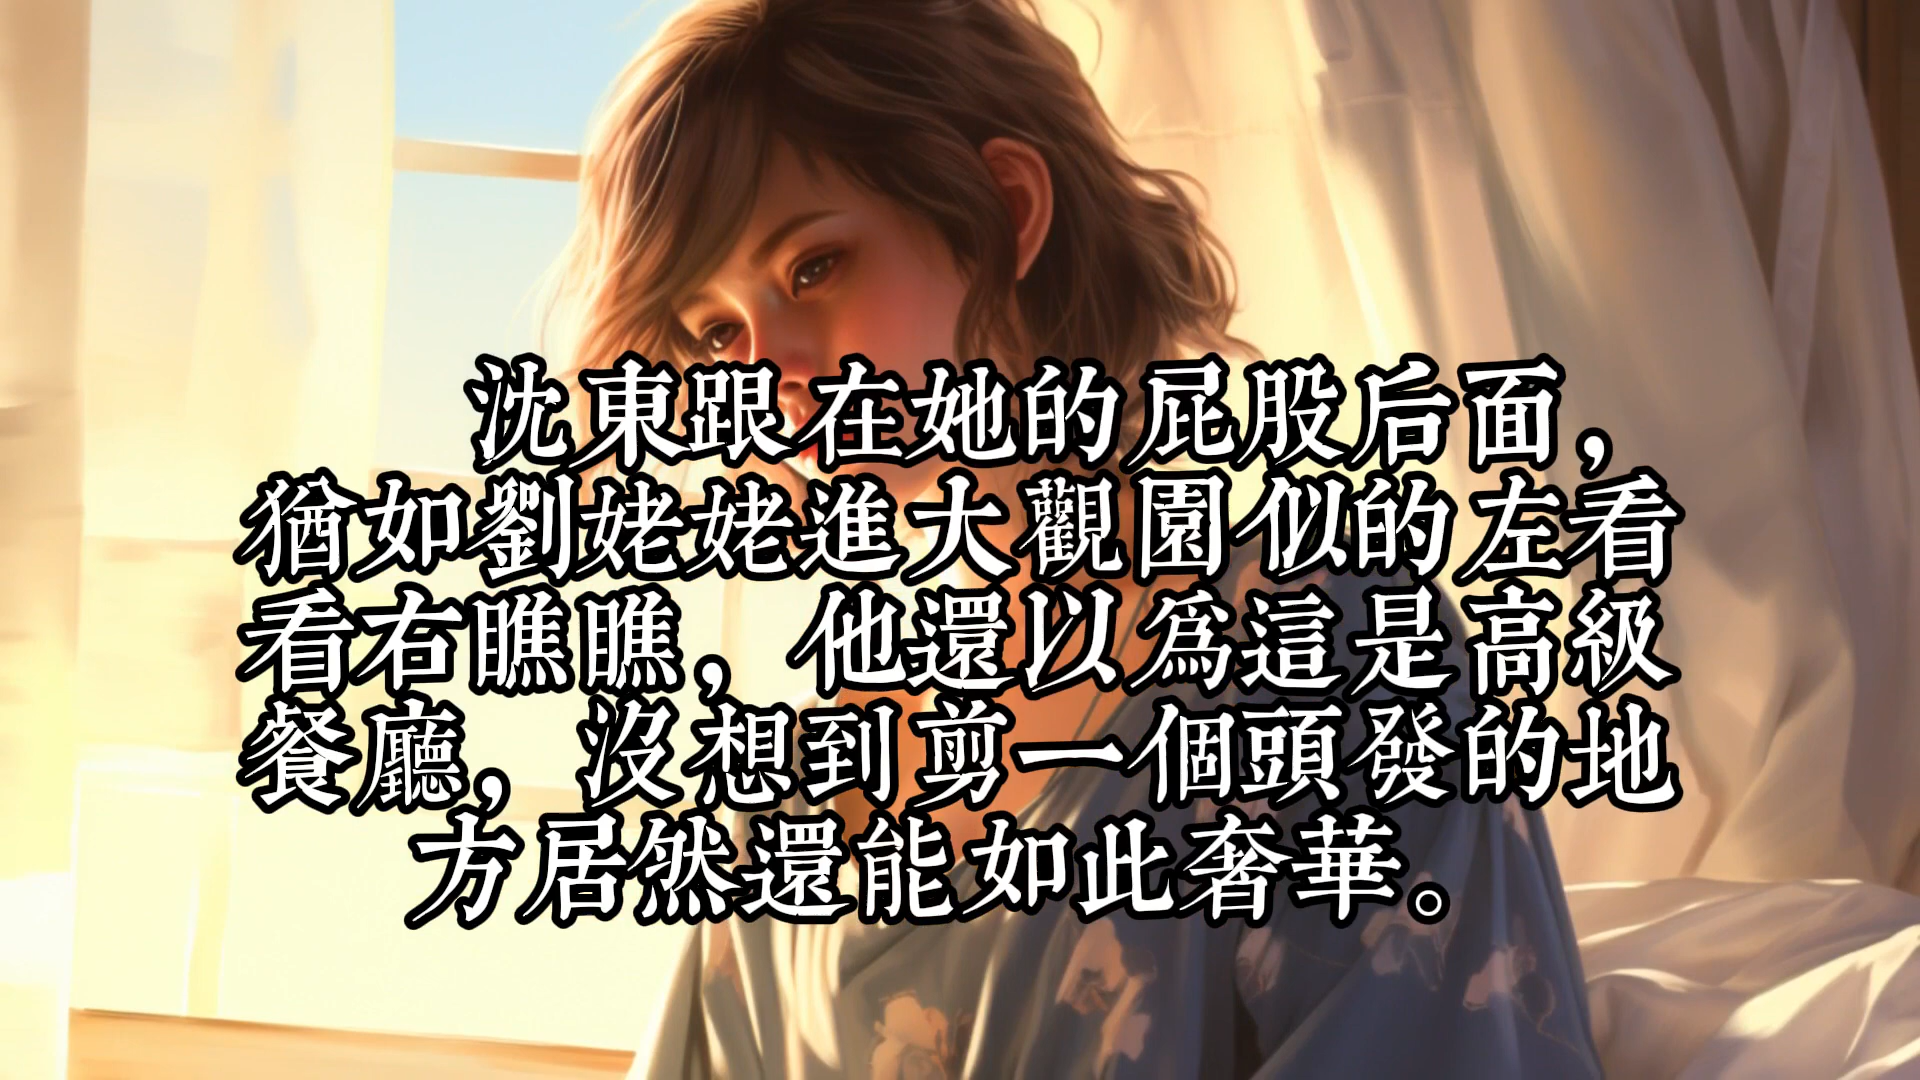 沈東跟在她的屁股后面，
猶如劉姥姥進大觀園似的左看
看右瞧瞧，他還以爲這是高級
餐廳，沒想到剪一個頭發的地
方居然還能如此奢華。